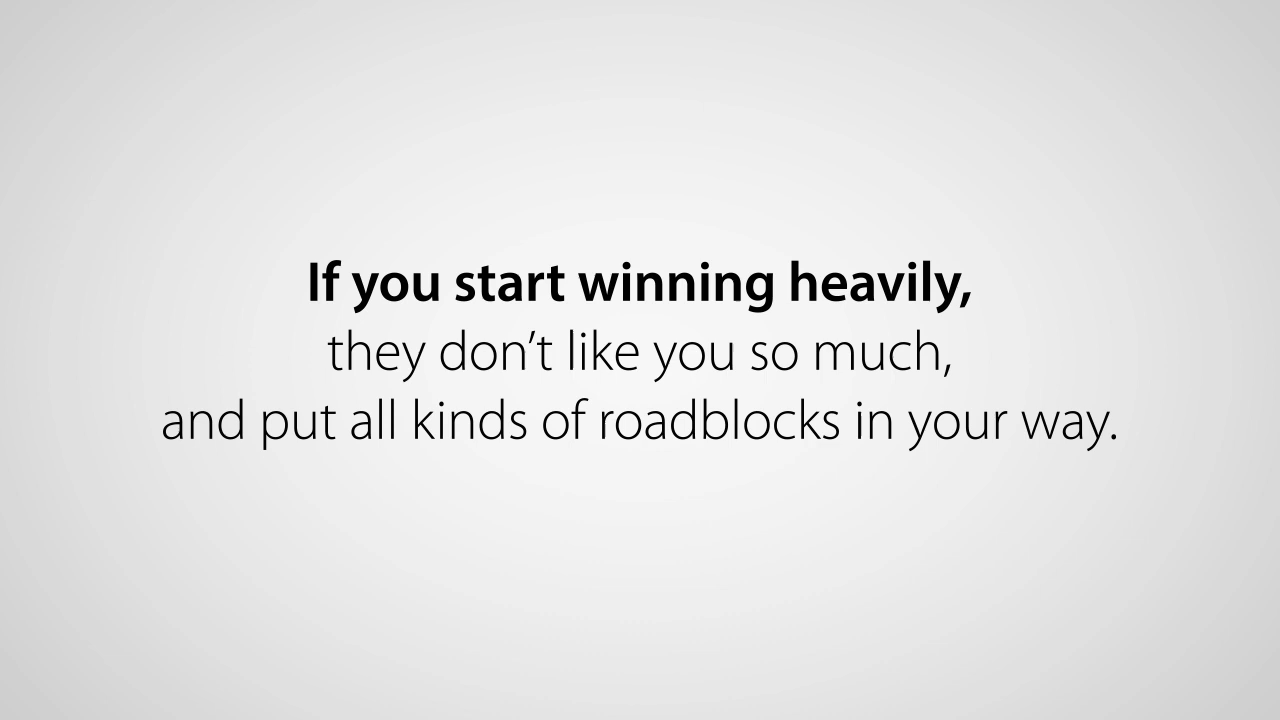 If you start winning heavily,
they don’t like you so much,
and put all kinds of roadblocks in your way.